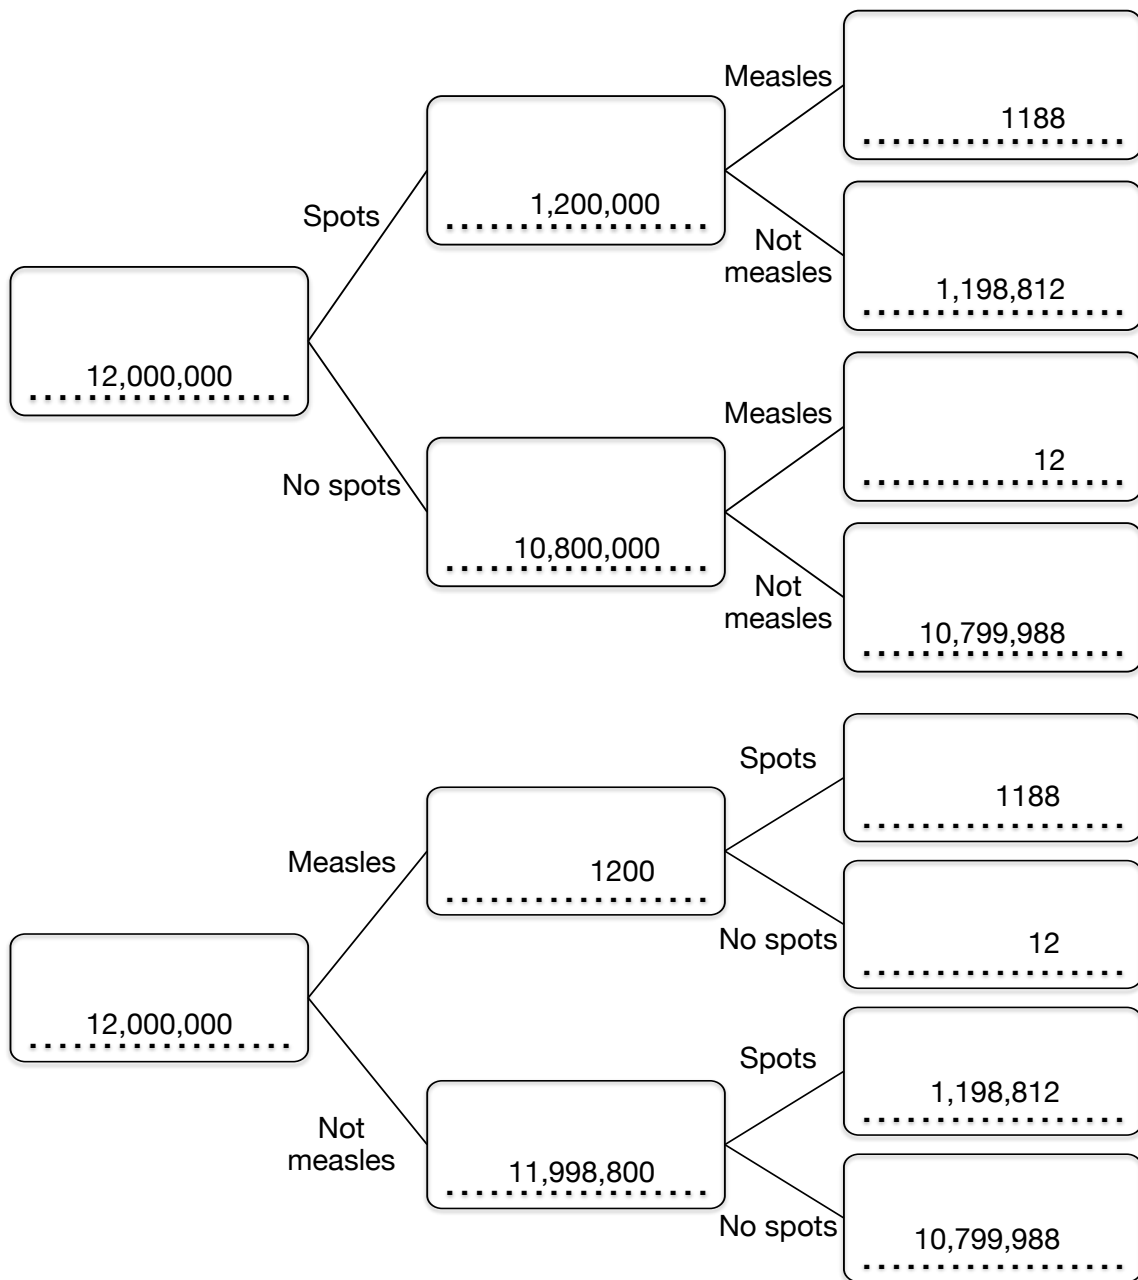 Measles
1188
1,200,000
Spots
Not
measles
1,198,812
12,000,000
Measles
No spots
12
10,800,000
Not
measles
10,799,988
Spots
1188
Measles
1200
No spots
12
12,000,000
Spots
1,198,812
Not
measles
11,998,800
No spots
10,799,988